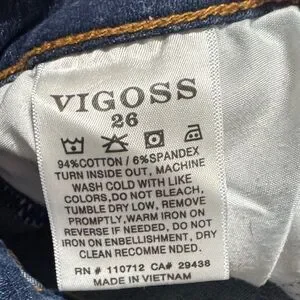 VIGOSS
26
94%COTTON / 6%SPANDEX
TURN INSIDE OUT, MACHINE
WASH COLD WITH LIKE
COLORS,DO NOT BLEACH,
TUMBLE DRY LOW, REMOVE
PROMPTLY,WARM IRON ON
REVERSE IF NEEDED, DO NOT
IRON ON EMBELLISHMENT, DRY
CLEAN RECOMME NDED.
RN # 110712 CA# 29438
MADE IN VIETNAM